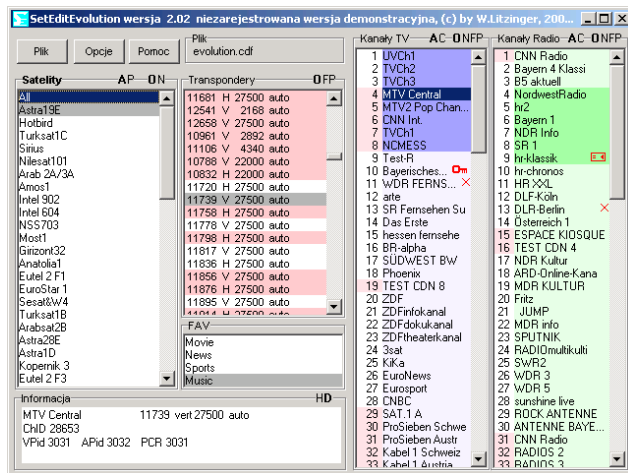 SetEditEvolution wersja 2.02 niezarejestrowana wersja demonstracyjna, (c) by W.Litzinger, 200...
Plik
Opcje
Pomoc
Plik
evolution.cdf
Satelity AP ON
All
Astra19E
Hotbird
Turksat1C
Sirius
Nilesat101
Arab 2A/3A
Amos1
Intel 902
Intel 604
NSS703
Most1
Girizont32
Anatolia1
Eutel 2 F1
EuroStar 1
Sesat&W4
Turksat1B
Arabsat2B
Astra28E
Astra1D
Kopernik 3
Eutel 2 F3
Transpondery OFP
11681 H 27500 auto
12541 V 2168 auto
12658 V 27500 auto
10961 V 2892 auto
11106 V 4340 auto
10788 V 22000 auto
10832 H 22000 auto
11720 H 27500 auto
11739 V 27500 auto
11758 H 27500 auto
11778 V 27500 auto
11798 H 27500 auto
11817 V 27500 auto
11836 H 27500 auto
11856 V 27500 auto
11876 H 27500 auto
11895 V 27500 auto
11914 H 27500 auto
FAV
Movie
News
Sports
Music
Informacja HD
MTV Central 11739 vert 27500 auto
ChID 28653
VPid 3031 APid 3032 PCR 3031
Kanały TV AC ONFP
1 UVCh1
2 TVCh2
3 TVCh3
4 MTV Central
5 MTV2 Pop Chan...
6 CNN Int.
7 TVCh1
8 NCMESS
9 Test-R
10 Bayerisches...
11 WDR FERNS...
12 arte
13 SR Fernsehen Su
14 Das Erste
15 hessen fernsehe
16 BR-alpha
17 SÜDWEST BW
18 Phoenix
19 TEST CDN 8
20 ZDF
21 ZDFinfokanal
22 ZDFdokukanal
23 ZDFtheaterkanal
24 3sat
25 KiKa
26 EuroNews
27 Eurosport
28 CNBC
29 SAT.1 A
30 ProSieben Schwe
31 ProSieben Austr
32 Kabel 1 Schweiz
33 Kabel 1 Austria
Kanały Radio AC ONFP
1 CNN Radio
2 Bayern 4 Klassi
3 B5 aktuell
4 NordwestRadio
5 hr2
6 Bayern 1
7 NDR Info
8 SR 1
9 hr-klassik
10 hr-chronos
11 HR XXL
12 DLF-Köln
13 DLR-Berlin
14 Österreich 1
15 ESPACE KIOSQUE
16 TEST CDN 4
17 NDR Kultur
18 ARD-Online-Kana
19 MDR KULTUR
20 Fritz
21 JUMP
22 MDR info
23 SPUTNIK
24 RADIOmultikulti
25 SWR2
26 WDR 3
27 WDR 5
28 sunshine live
29 ROCK ANTENNE
30 ANTENNE BAYE...
31 CNN Radio
32 RADIOS 2
33 RADIOS 3